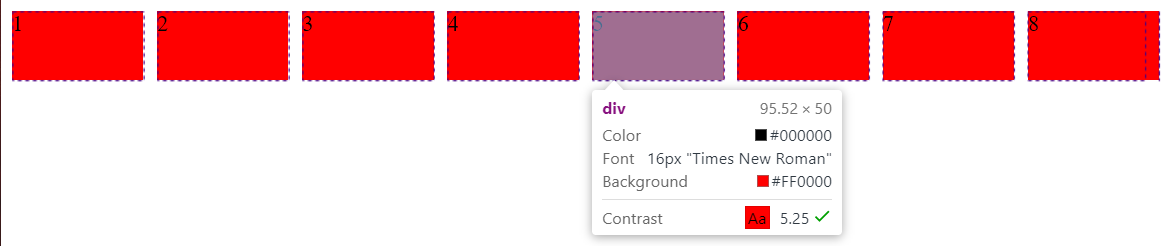 1 2 3 4 5 6 7 8
div 95.52 × 50
Color #000000
Font 16px "Times New Roman"
Background #FF0000
Contrast Aa 5.25